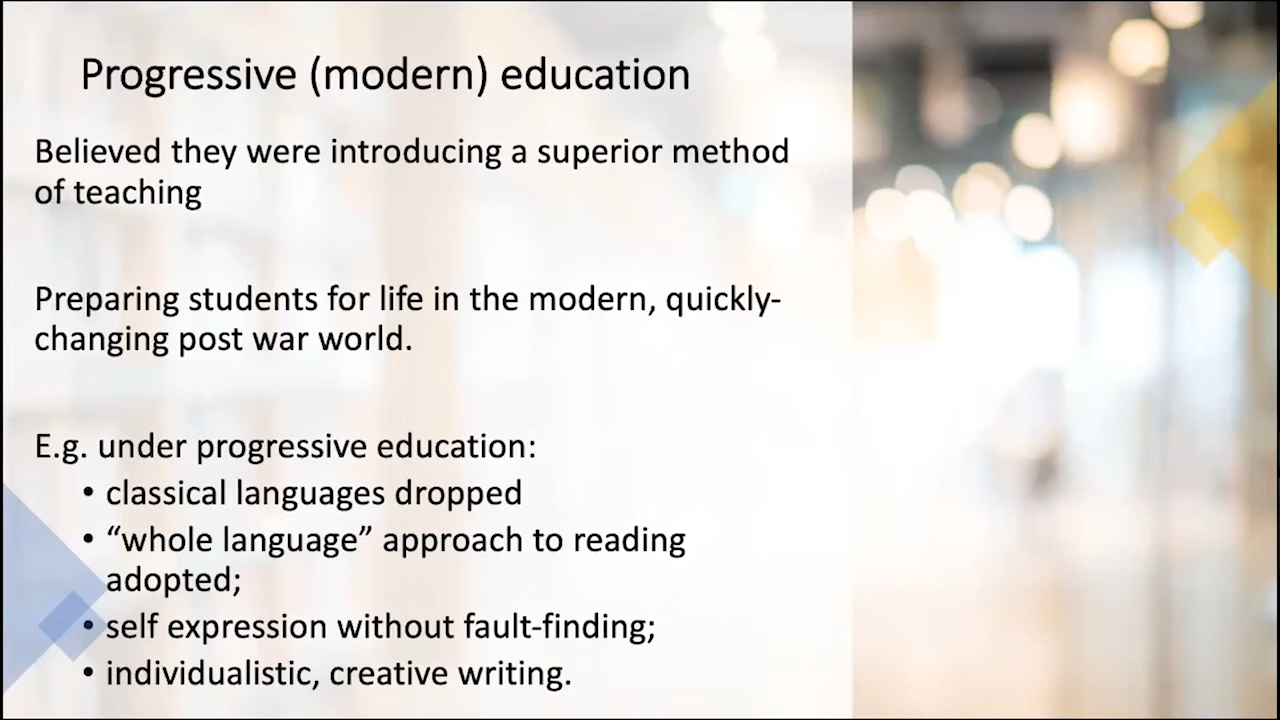 Progressive (modern) education
Believed they were introducing a superior method
of teaching
Preparing students for life in the modern, quickly-
changing post war world.
E.g. under progressive education:
• classical languages dropped
• “whole language” approach to reading
adopted;
• self expression without fault-finding;
• individualistic, creative writing.